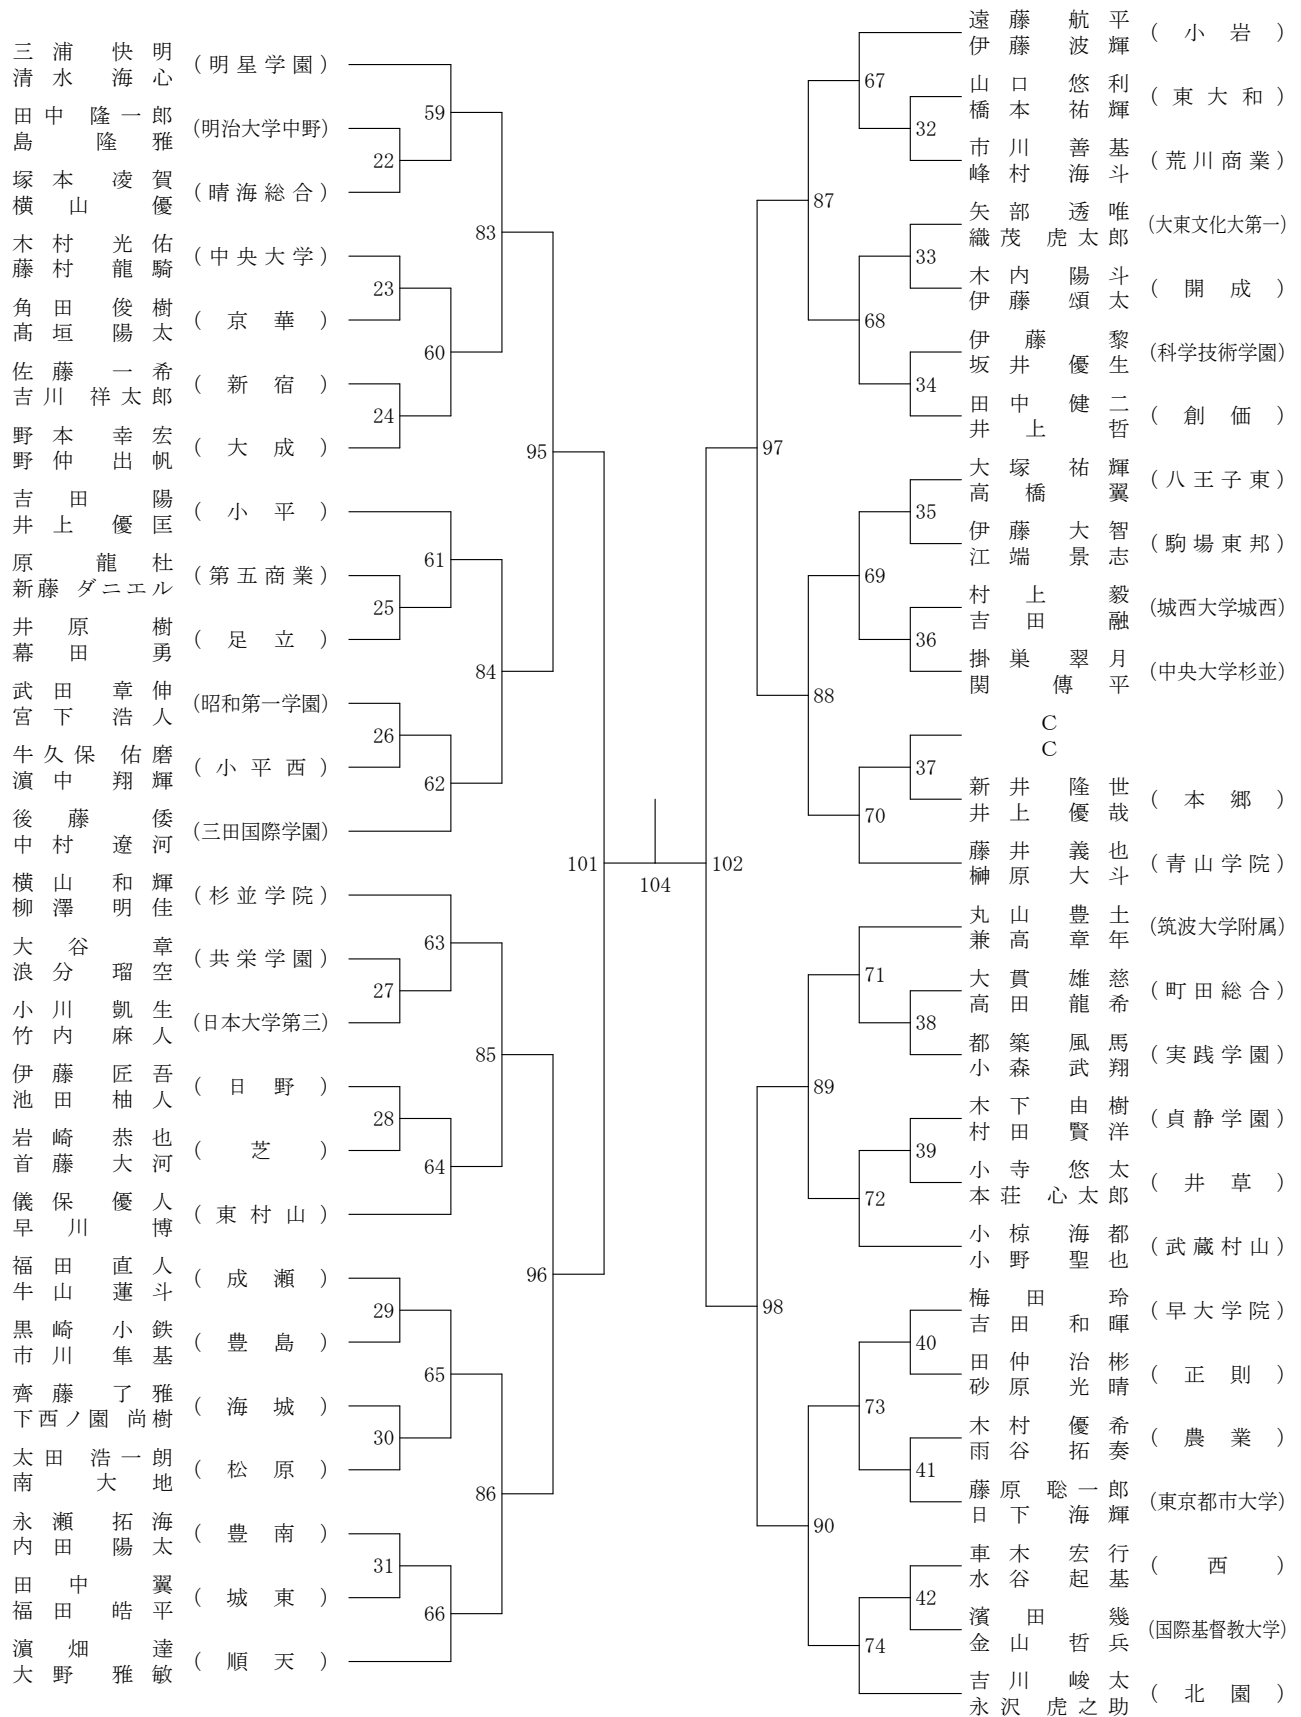 三浦 快明
清水 海心
(明星学園)
田中 隆一郎
島 隆雅
(明治大学中野)
塚本 凌賀
横山 優
(晴海総合)
木村 光佑
藤村 龍騎
(中央大学)
角田 俊樹
髙垣 陽太
(京華)
佐藤 一希
吉川 祥太郎
(新宿)
野本 幸宏
野仲 出帆
(大成)
吉田 陽
井上 優匡
(小平)
原 龍杜
新藤 ダニエル
(第五商業)
井原 樹
幕田 勇
(足立)
武田 章伸
宮下 浩人
(昭和第一学園)
牛久保 佑磨
濵中 翔輝
(小平西)
後藤 倭
中村 遼河
(三田国際学園)
横山 和輝
柳澤 明佳
(杉並学院)
大谷 章
浪分 瑠空
(共栄学園)
小川 凱生
竹内 麻人
(日本大学第三)
伊藤 匠吾
池田 柚人
(日野)
岩崎 恭也
首藤 大河
(芝)
儀保 優人
早川 博
(東村山)
福田 直人
牛山 蓮斗
(成瀬)
黒崎 小鉄
市川 隼基
(豊島)
齊藤 了雅
下西ノ園 尚樹
(海城)
太田 浩一朗
南 大地
(松原)
永瀬 拓海
内田 陽太
(豊南)
田中 翼
福田 皓平
(城東)
濵畑 達
大野 雅敏
(順天)
59
22
83
23
60
24
95
61
25
84
26
62
101
63
27
85
28
64
96
29
65
30
86
31
66
104
102
67
32
87
33
68
34
97
35
69
36
88
37
70
71
38
89
39
72
98
40
73
41
90
42
74
遠藤 航平
伊藤 波輝
(小岩)
山口 悠利
橋本 祐輝
(東大和)
市川 善基
峰村 海斗
(荒川商業)
矢部 透唯
織茂 虎太郎
(大東文化大第一)
木内 陽斗
伊藤 頌太
(開成)
伊藤 黎
坂井 優生
(科学技術学園)
田中 健二
井上 哲
(創価)
大塚 祐輝
高橋 翼
(八王子東)
伊藤 大智
江端 景志
(駒場東邦)
村上 毅
吉田 融
(城西大学城西)
掛巣 翠月
関 傳平
(中央大学杉並)
C
C
新井 隆世
井上 優哉
(本郷)
藤井 義也
榊原 大斗
(青山学院)
丸山 豊土
兼高 章年
(筑波大学附属)
大貫 雄慈
高田 龍希
(町田総合)
都築 風馬
小森 武翔
(実践学園)
木下 由樹
村田 賢洋
(貞静学園)
小寺 悠太
本荘 心太郎
(井草)
小椋 海都
小野 聖也
(武蔵村山)
梅田 玲
吉田 和暉
(早大学院)
田仲 治彬
砂原 光晴
(正則)
木村 優希
雨谷 拓奏
(農業)
藤原 聡一郎
日下 海輝
(東京都市大学)
車木 宏行
水谷 起基
(西)
濱田 幾
金山 哲兵
(国際基督教大学)
吉川 峻太
永沢 虎之助
(北園)